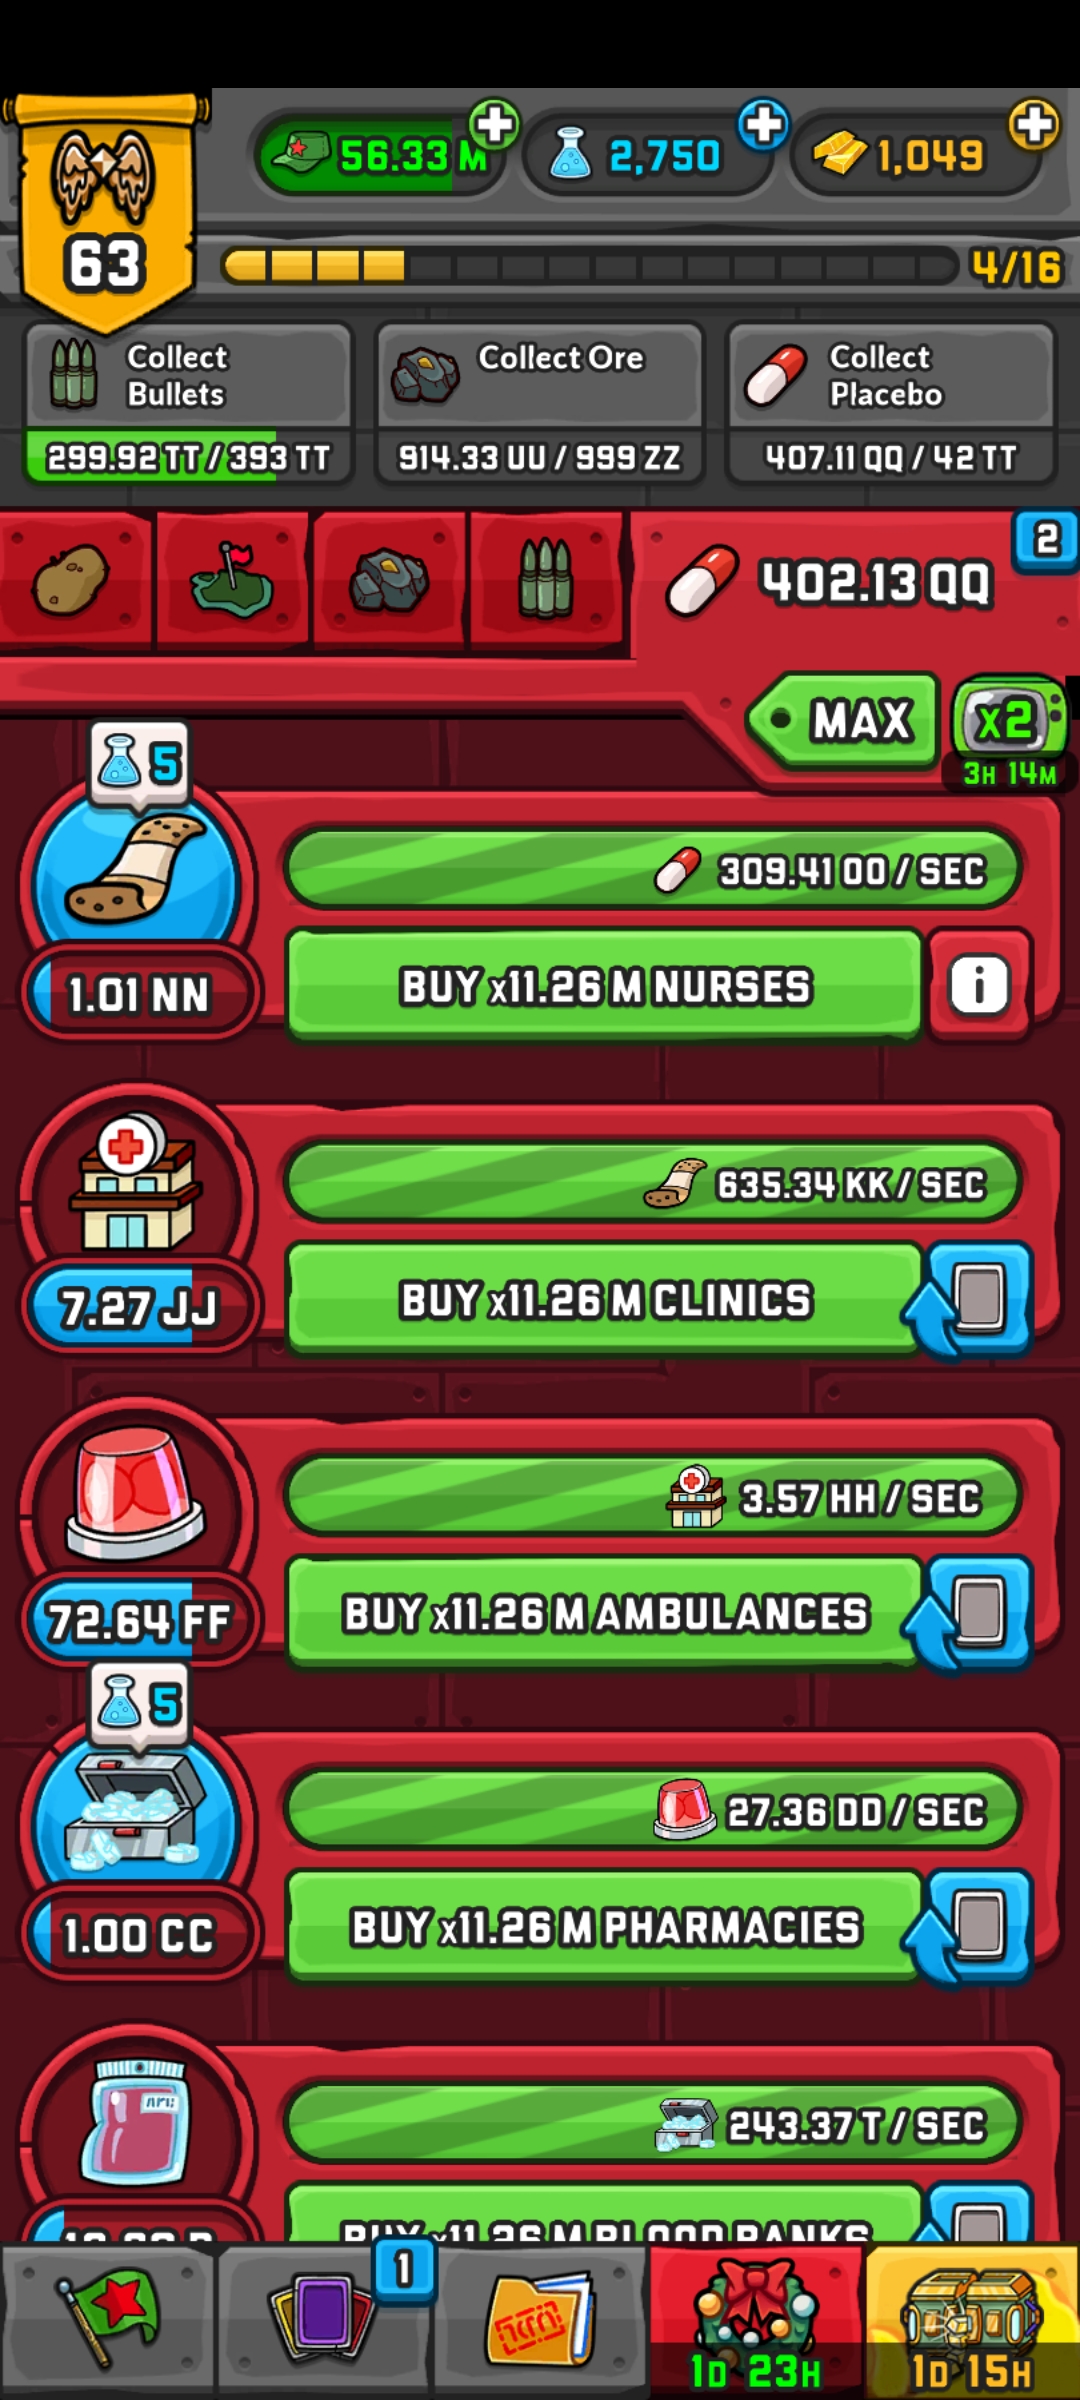 56.33 M
2,750
1,049
63
4/16
Collect
Bullets
299.92 TT / 393 TT
Collect Ore
914.33 UU / 999 ZZ
Collect
Placebo
407.11 QQ / 42 TT
402.13 QQ
2
MAX
x2
3H 14M
5
309.41 OO / SEC
1.01 NN
BUY x11.26 M NURSES
i
635.34 KK / SEC
7.27 JJ
BUY x11.26 M CLINICS
3.57 HH / SEC
72.64 FF
BUY x11.26 M AMBULANCES
5
27.36 DD / SEC
1.00 CC
BUY x11.26 M PHARMACIES
243.37 T / SEC
BUY x11.26 M BLOOD BANKS
1
1D 23H
1D 15H